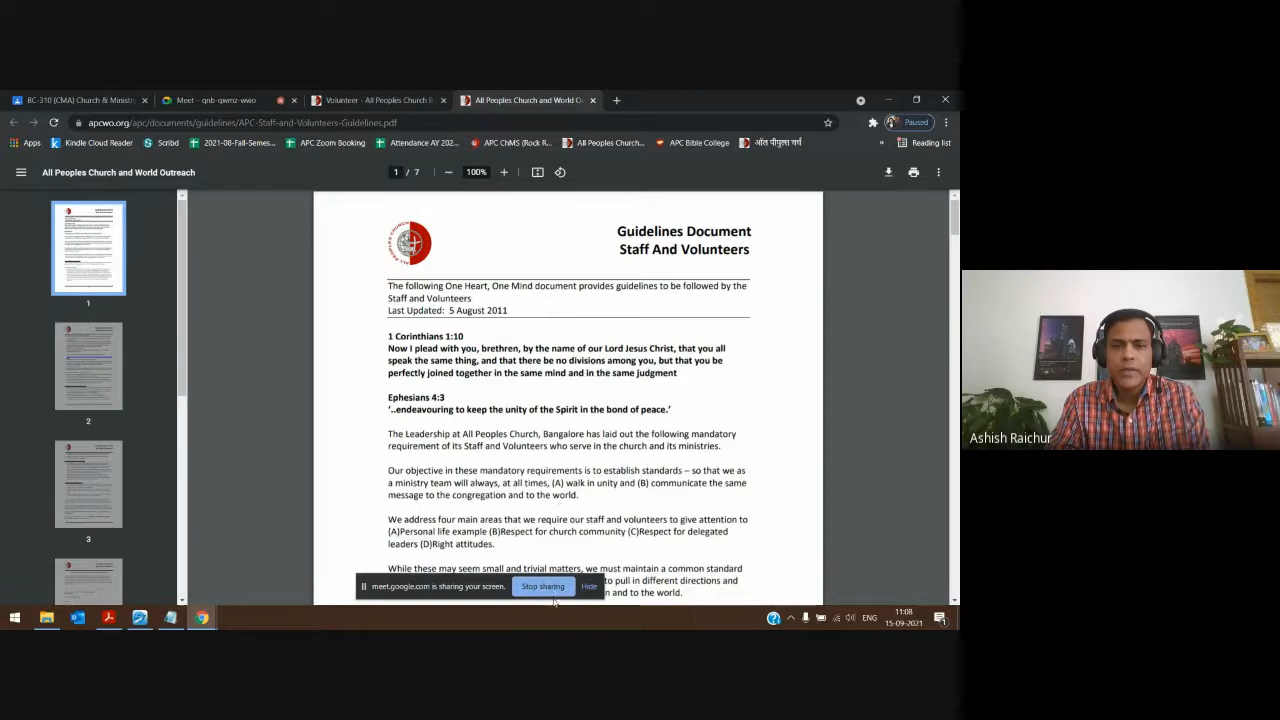 BC-310 (CMA) Church & Ministr
Meet - qnb-qwmz-wwo
Volunteer - All Peoples Church B
All Peoples Church and World O
apcwo.org/apc/documents/guidelines/APC-Staff-and-Volunteers-Guidelines.pdf
Paused
Apps
Kindle Cloud Reader
Scribd
2021-08-Fall-Semes...
APC Zoom Booking
Attendance AY 202...
APC ChMS (Rock R...
All Peoples Church...
APC Bible College
ऑल पीपुल्स चर्च
»
Reading list
All Peoples Church and World Outreach
1 / 7
100%
1
2
3
Guidelines Document
Staff And Volunteers
The following One Heart, One Mind document provides guidelines to be followed by the
Staff and Volunteers
Last Updated: 5 August 2011
1 Corinthians 1:10
Now I plead with you, brethren, by the name of our Lord Jesus Christ, that you all
speak the same thing, and that there be no divisions among you, but that you be
perfectly joined together in the same mind and in the same judgment
Ephesians 4:3
'..endeavouring to keep the unity of the Spirit in the bond of peace.'
The Leadership at All Peoples Church, Bangalore has laid out the following mandatory
requirement of its Staff and Volunteers who serve in the church and its ministries.
Our objective in these mandatory requirements is to establish standards – so that we as
a ministry team will always, at all times, (A) walk in unity and (B) communicate the same
message to the congregation and to the world.
We address four main areas that we require our staff and volunteers to give attention to
(A)Personal life example (B)Respect for church community (C)Respect for delegated
leaders (D)Right attitudes.
While these may seem small and trivial matters, we must maintain a common standard
to pull in different directions and
n and to the world.
meet.google.com is sharing your screen.
Stop sharing
Hide
ENG
11:08
15-09-2021
Ashish Raichur